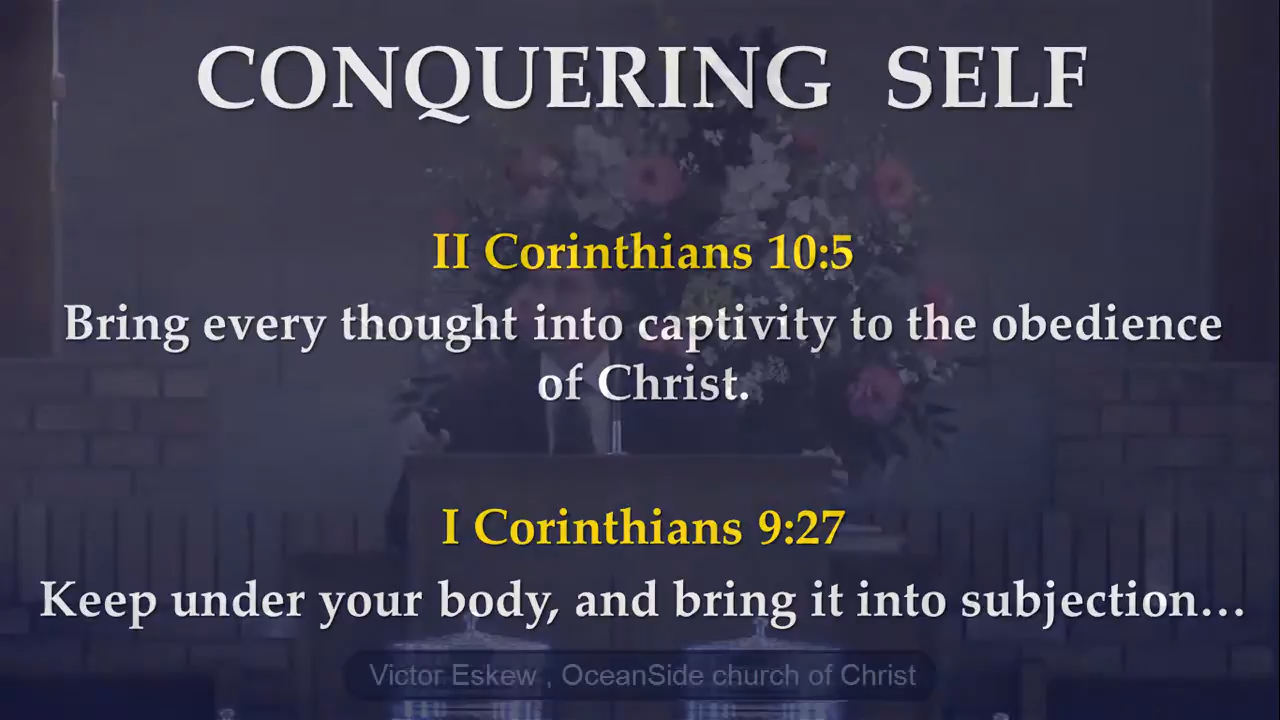 CONQUERING SELF
II Corinthians 10:5
Bring every thought into captivity to the obedience
of Christ.
I Corinthians 9:27
Keep under your body, and bring it into subjection…
Victor Eskew , OceanSide church of Christ